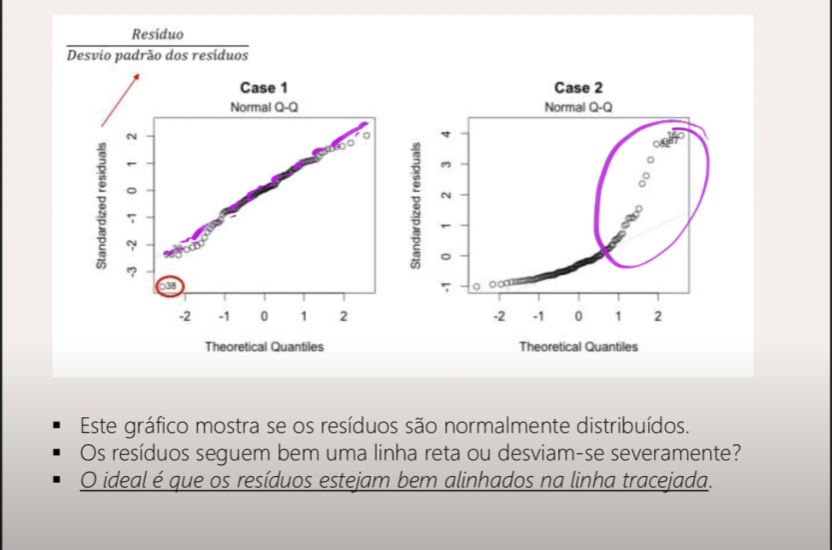 Resíduo
Desvio padrão dos resíduos
Case 1
Normal Q-Q
Standardized residuals
2
1
0
-1
-2
-3
38
-2 -1 0 1 2
Theoretical Quantiles
Case 2
Normal Q-Q
Standardized residuals
4
3
2
1
0
-1
-2 -1 0 1 2
Theoretical Quantiles
▪ Este gráfico mostra se os resíduos são normalmente distribuídos.
▪ Os resíduos seguem bem uma linha reta ou desviam-se severamente?
▪ O ideal é que os resíduos estejam bem alinhados na linha tracejada.